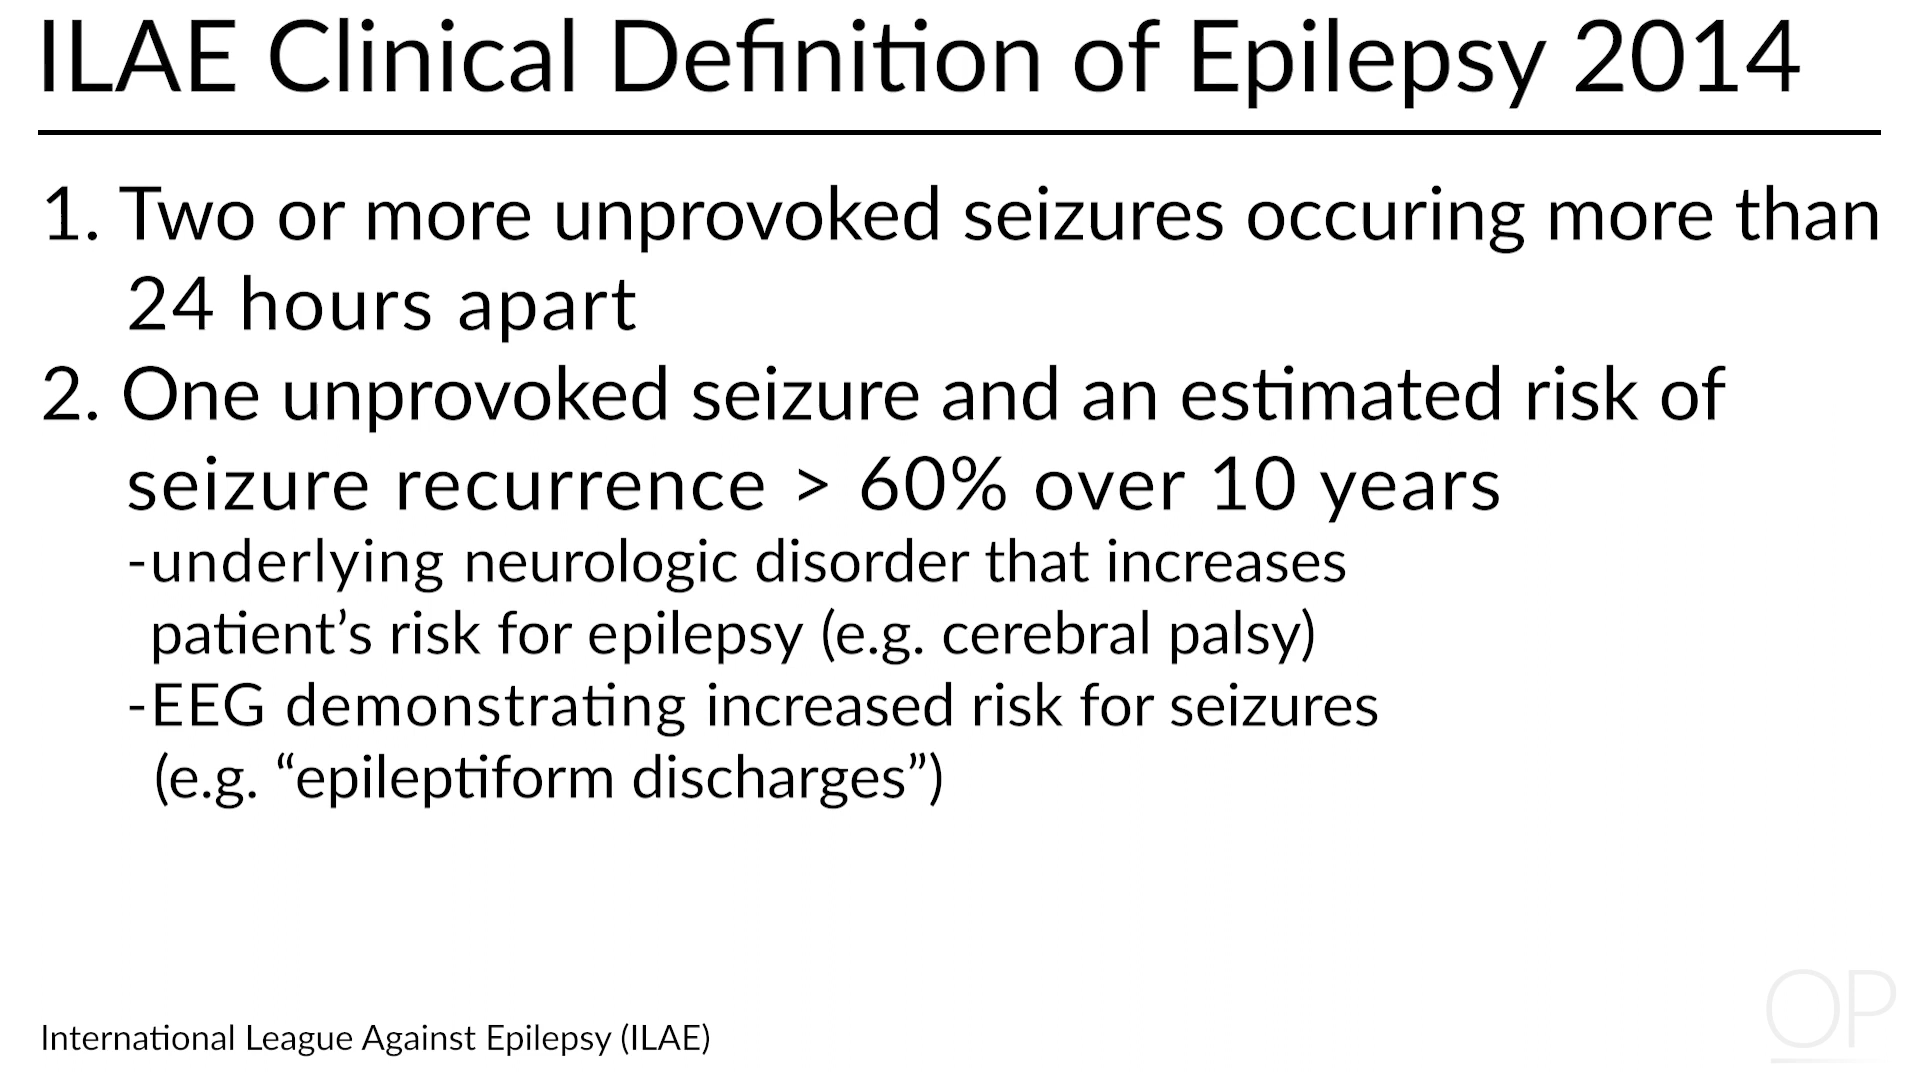 ILAE Clinical Definition of Epilepsy 2014
1. Two or more unprovoked seizures occuring more than
24 hours apart
2. One unprovoked seizure and an estimated risk of
seizure recurrence > 60% over 10 years
-underlying neurologic disorder that increases
patient’s risk for epilepsy (e.g. cerebral palsy)
-EEG demonstrating increased risk for seizures
(e.g. “epileptiform discharges”)
International League Against Epilepsy (ILAE)
OP